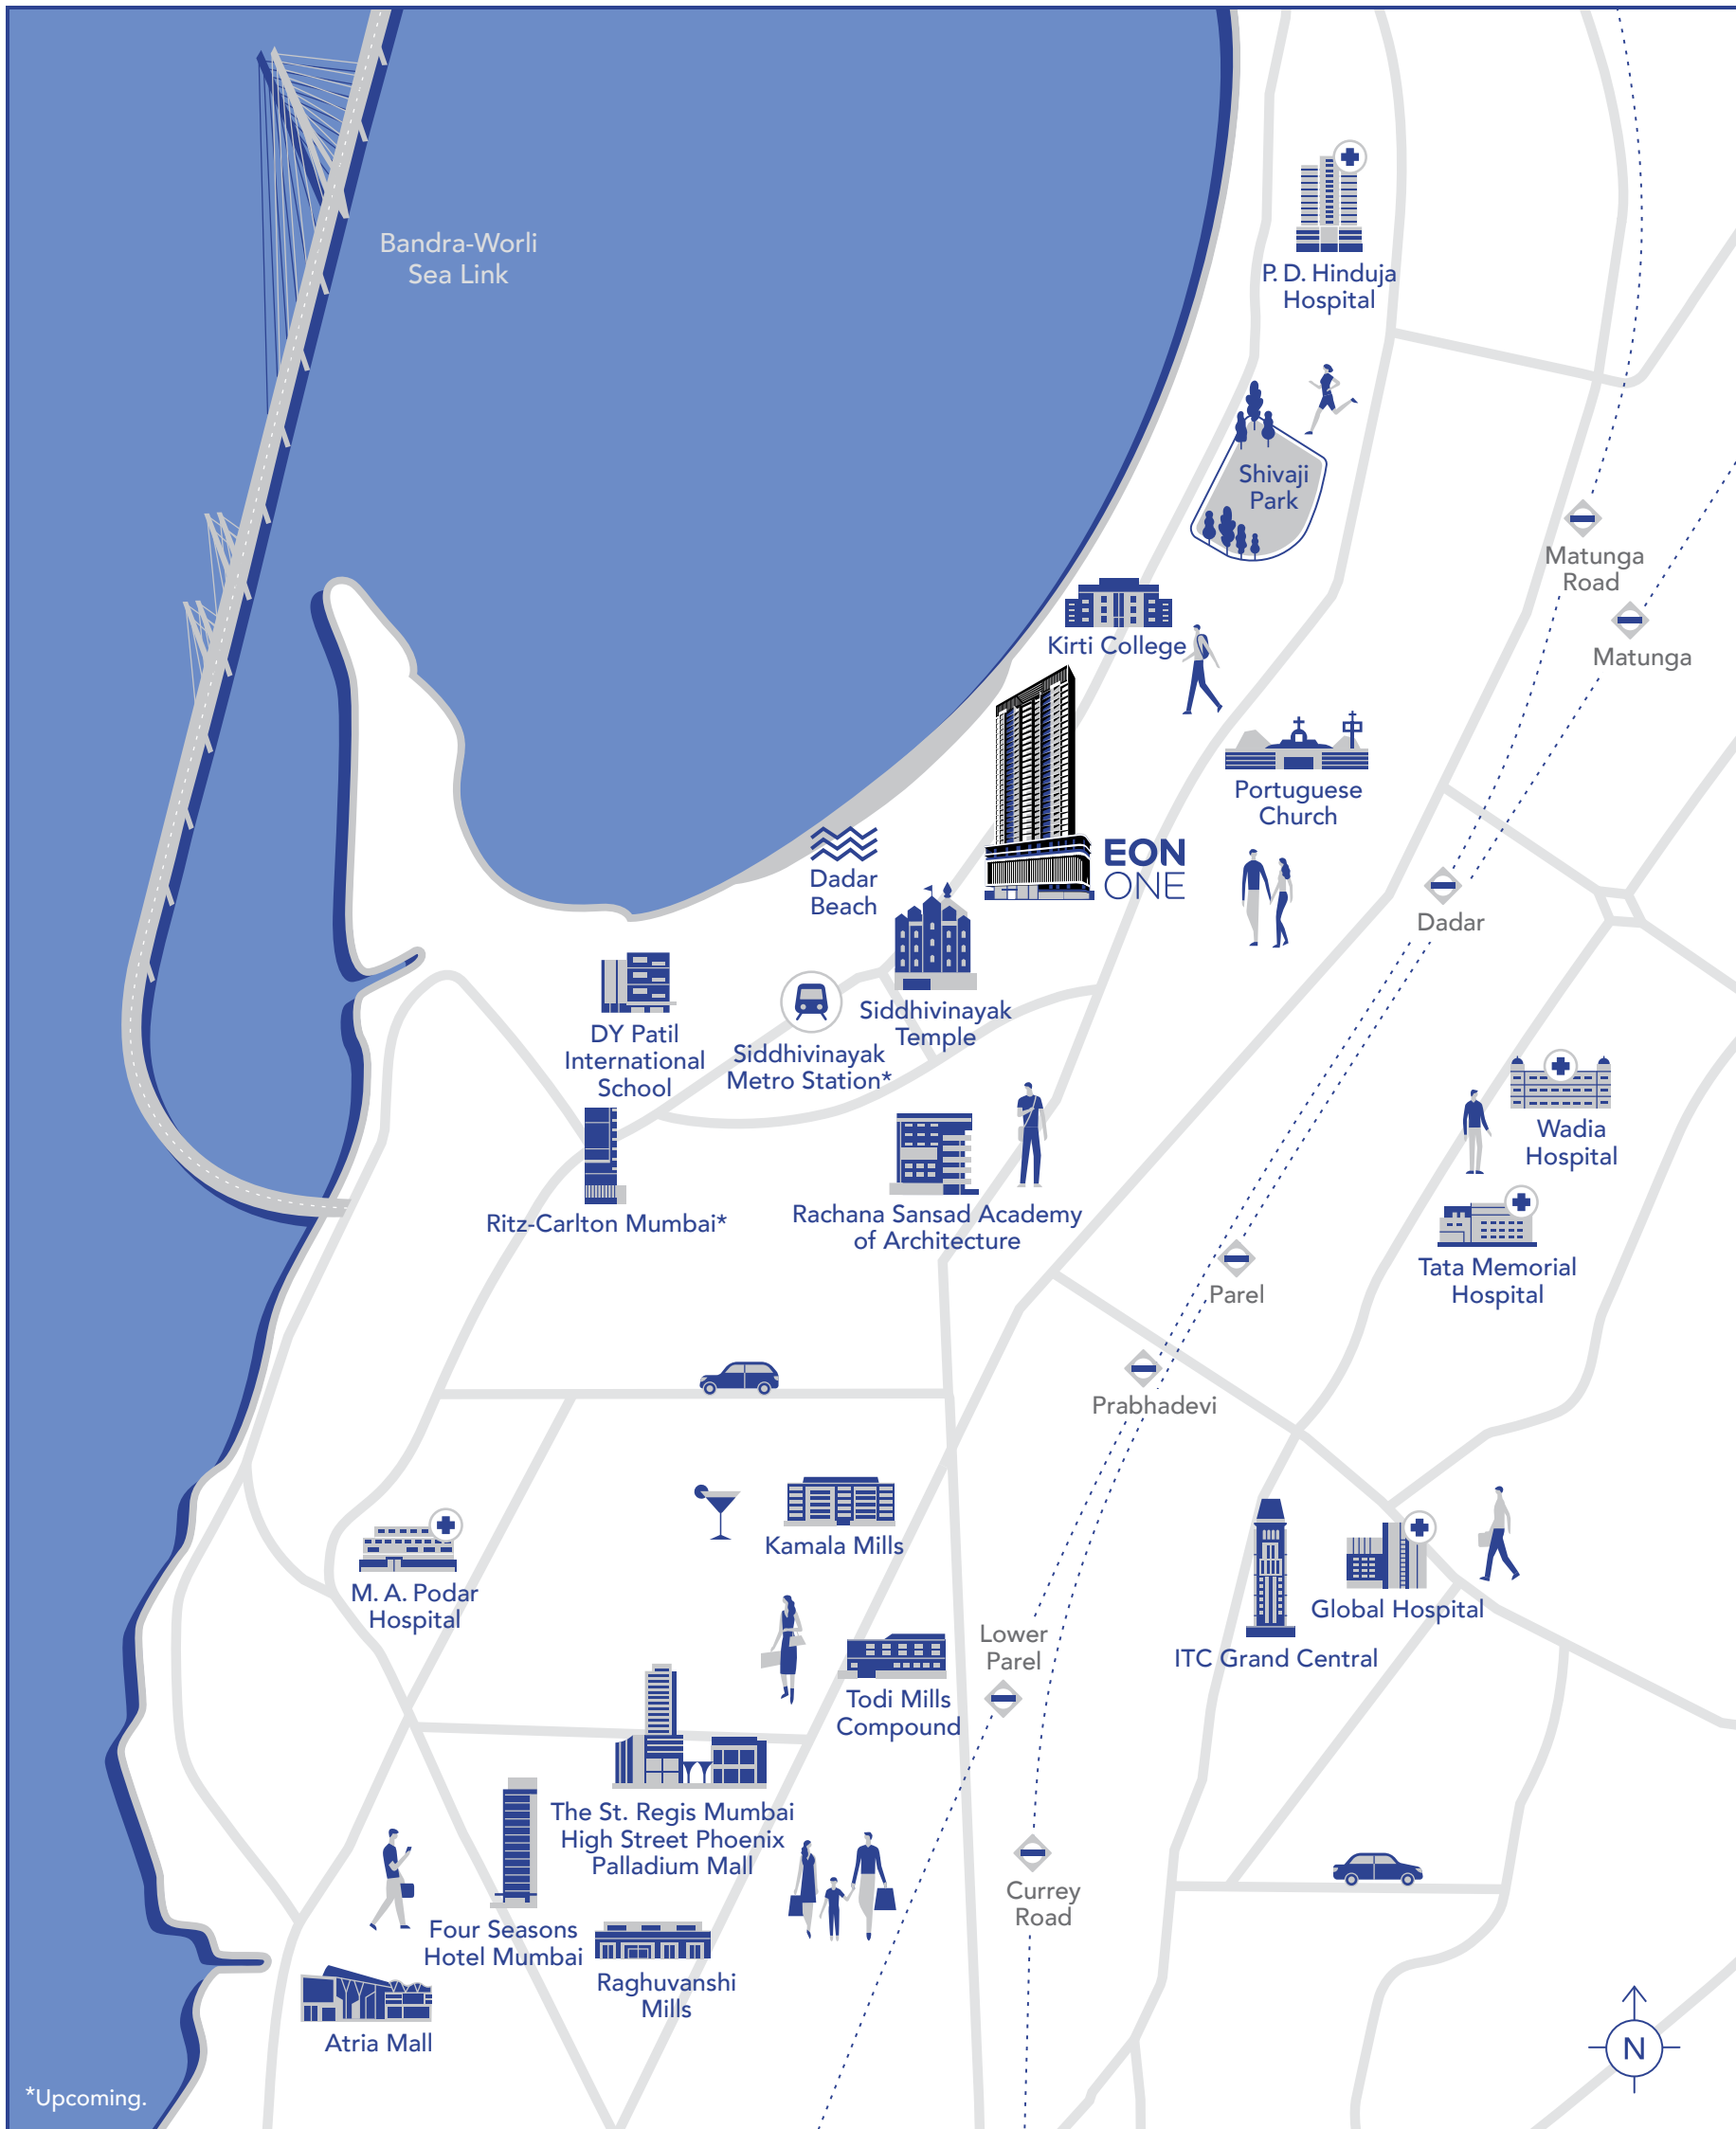 Bandra-Worli
Sea Link
P. D. Hinduja
Hospital
Shivaji
Park
Matunga
Road
Kirti College
Matunga
Portuguese
Church
EON
ONE
Dadar
Beach
Dadar
Siddhivinayak
Temple
DY Patil
International
School
Siddhivinayak
Metro Station*
Wadia
Hospital
Ritz-Carlton Mumbai*
Rachana Sansad Academy
of Architecture
Tata Memorial
Hospital
Parel
Prabhadevi
Kamala Mills
M. A. Podar
Hospital
Global Hospital
Lower
Parel
ITC Grand Central
Todi Mills
Compound
The St. Regis Mumbai
High Street Phoenix
Palladium Mall
Currey
Road
Four Seasons
Hotel Mumbai
Raghuvanshi
Mills
Atria Mall
N
*Upcoming.